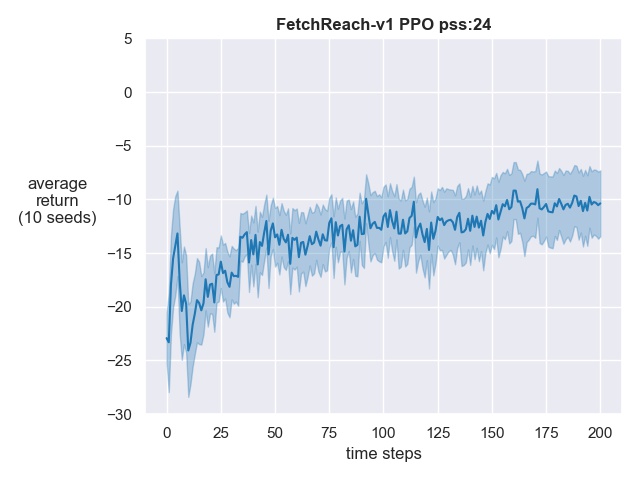 FetchReach-v1 PPO pss:24
5
0
−5
−10
−15
−20
−25
−30
average
return
(10 seeds)
0 25 50 75 100 125 150 175 200
time steps